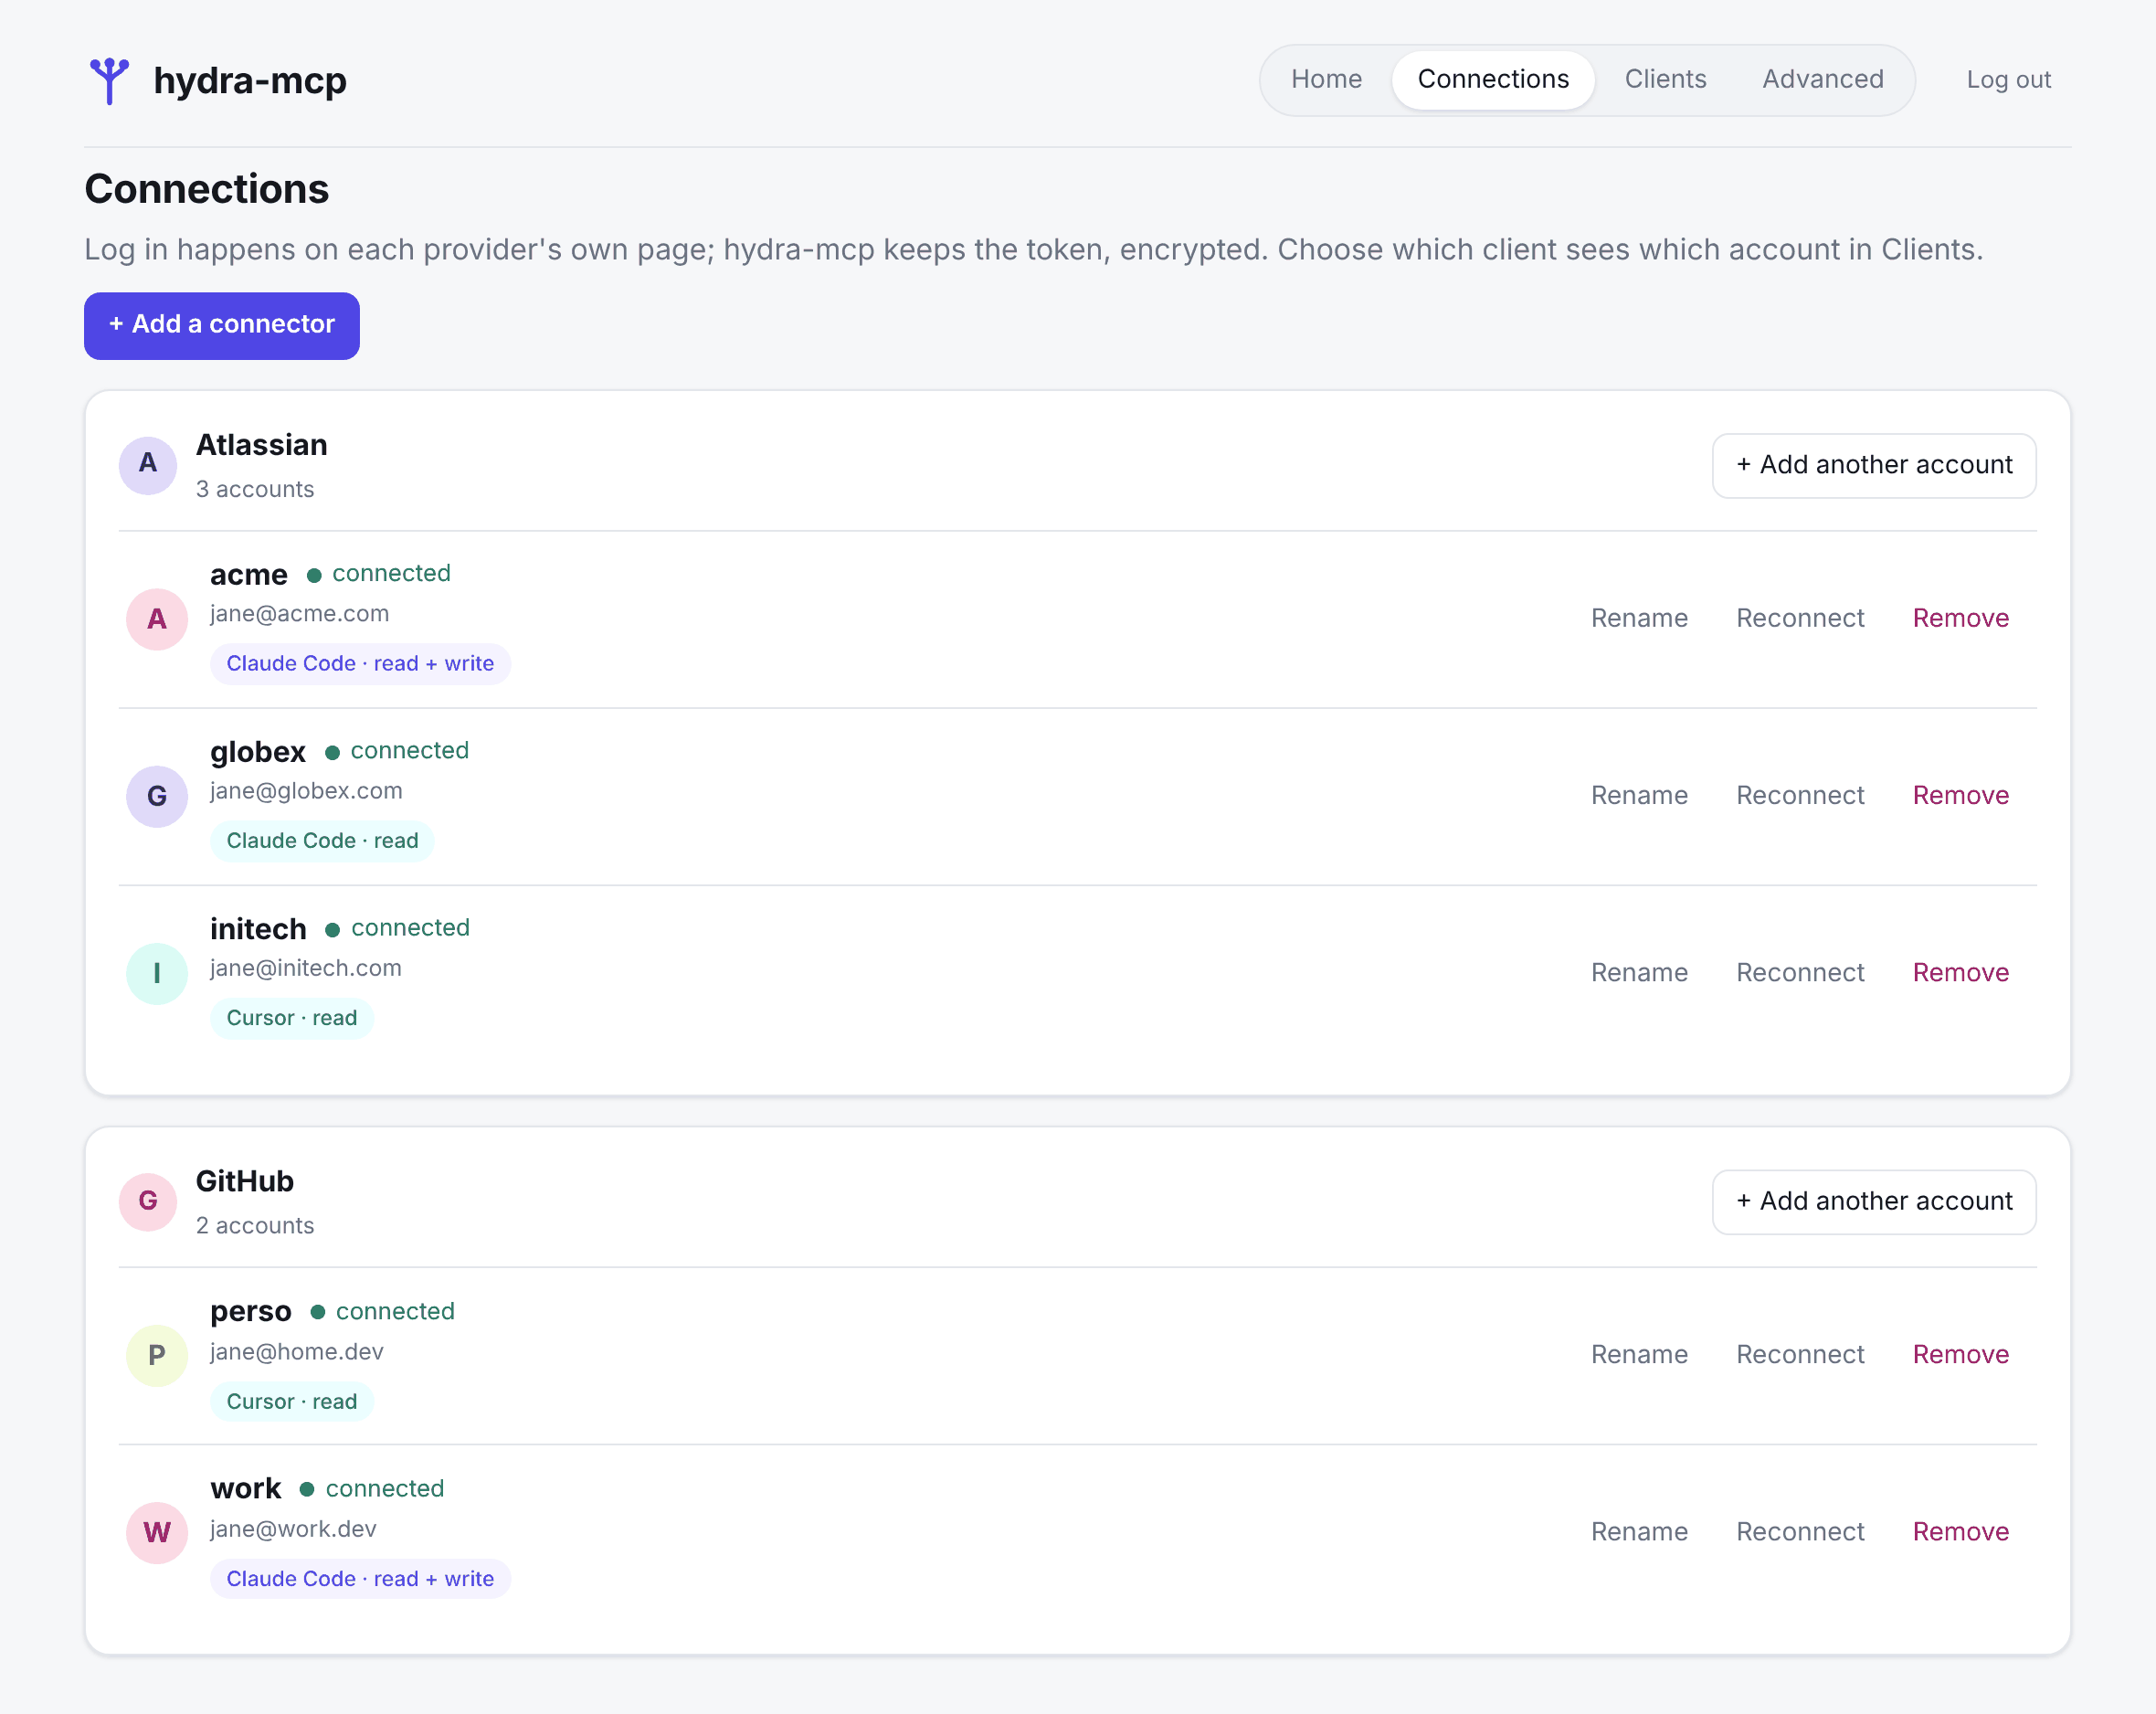 hydra-mcp
Home Connections Clients Advanced Log out
Connections
Log in happens on each provider's own page; hydra-mcp keeps the token, encrypted. Choose which client sees which account in Clients.
+ Add a connector
A Atlassian + Add another account
3 accounts
acme connected
A jane@acme.com Rename Reconnect Remove
Claude Code · read + write
globex connected
G jane@globex.com Rename Reconnect Remove
Claude Code · read
initech connected
I jane@initech.com Rename Reconnect Remove
Cursor · read
G GitHub + Add another account
2 accounts
perso connected
P jane@home.dev Rename Reconnect Remove
Cursor · read
work connected
W jane@work.dev Rename Reconnect Remove
Claude Code · read + write